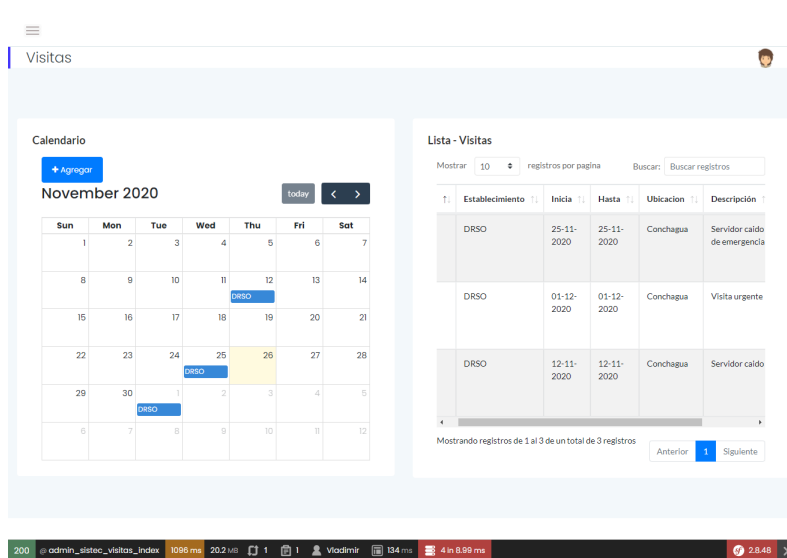 Visitas
Calendario
+ Agregar
November 2020
today
Sun Mon Tue Wed Thu Fri Sat
1 2 3 4 5 6 7
8 9 10 11 12 13 14
DRSO
15 16 17 18 19 20 21
22 23 24 25 26 27 28
DRSO
29 30 1 2 3 4 5
DRSO
6 7 8 9 10 11 12
Lista - Visitas
Mostrar 10 registros por pagina Buscar: Buscar registros
Establecimiento Inicia Hasta Ubicacion Descripción
DRSO 25-11- 25-11- Conchagua Servidor caido
2020 2020 de emergencia
DRSO 01-12- 01-12- Conchagua Visita urgente
2020 2020
DRSO 12-11- 12-11- Conchagua Servidor caido
2020 2020
Mostrando registros de 1 al 3 de un total de 3 registros
Anterior 1 Siguiente
200 @ admin_sistec_visitas_index 1096 ms 20.2 MB 1 1 Vladimir 134 ms 4 in 8.99 ms sf 2.8.48